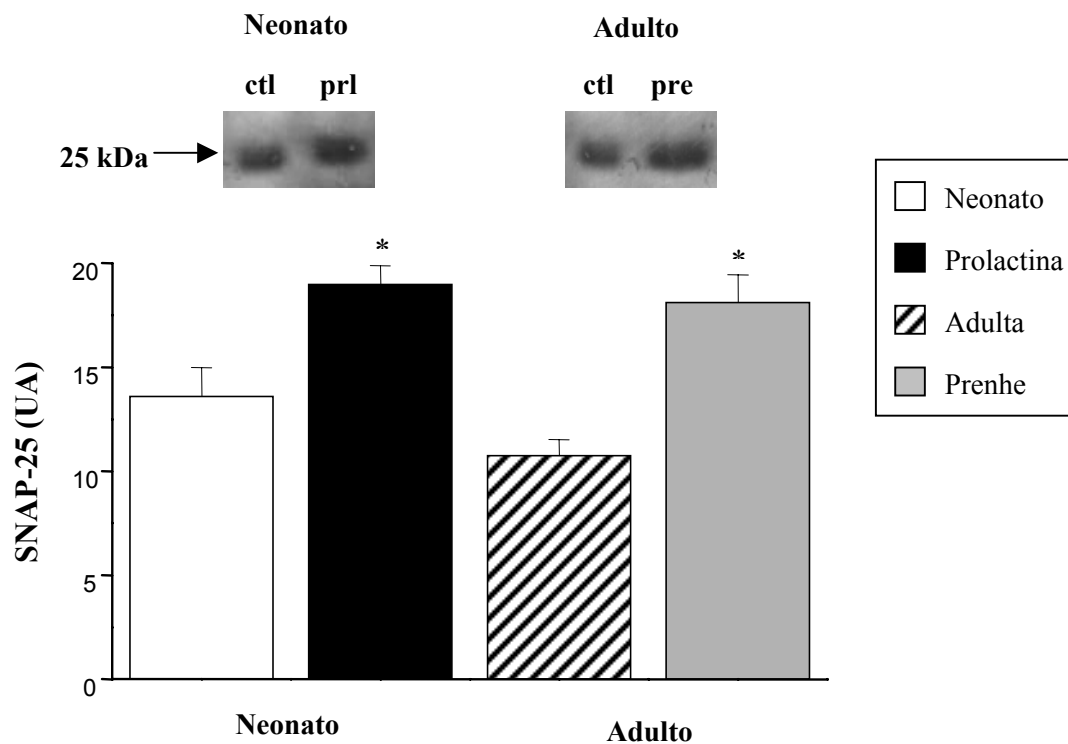 Neonato Adulto
ctl prl ctl pre
25 kDa
Neonato
Prolactina
Adulta
Prenhe
* *
20
15
10
5
0
SNAP-25 (UA)
Neonato Adulto